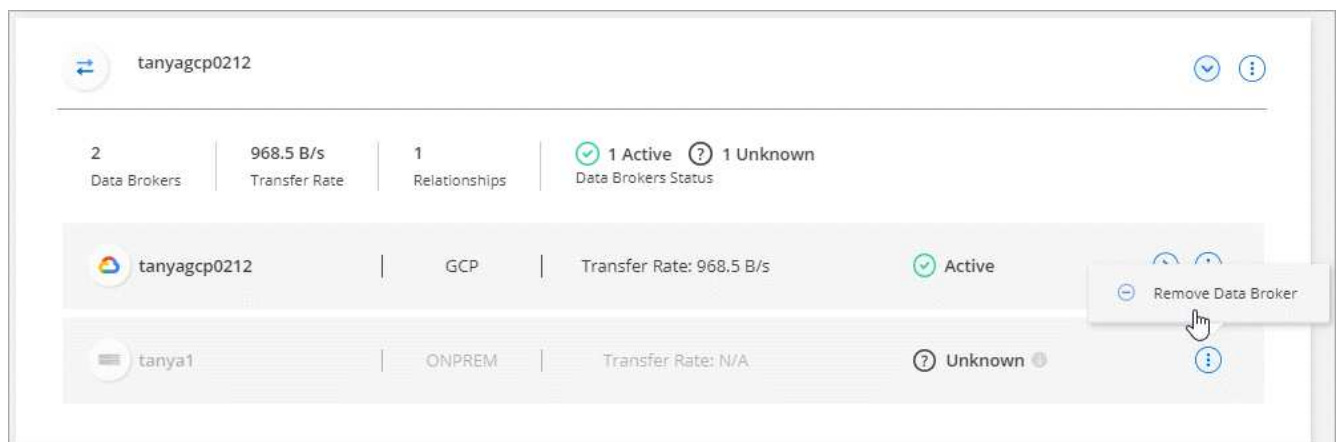 tanyagcp0212
2 968.5 B/s 1 1 Active 1 Unknown
Data Brokers Transfer Rate Relationships Data Brokers Status
tanyagcp0212 GCP Transfer Rate: 968.5 B/s Active
Remove Data Broker
tanya1 ONPREM Transfer Rate: N/A Unknown